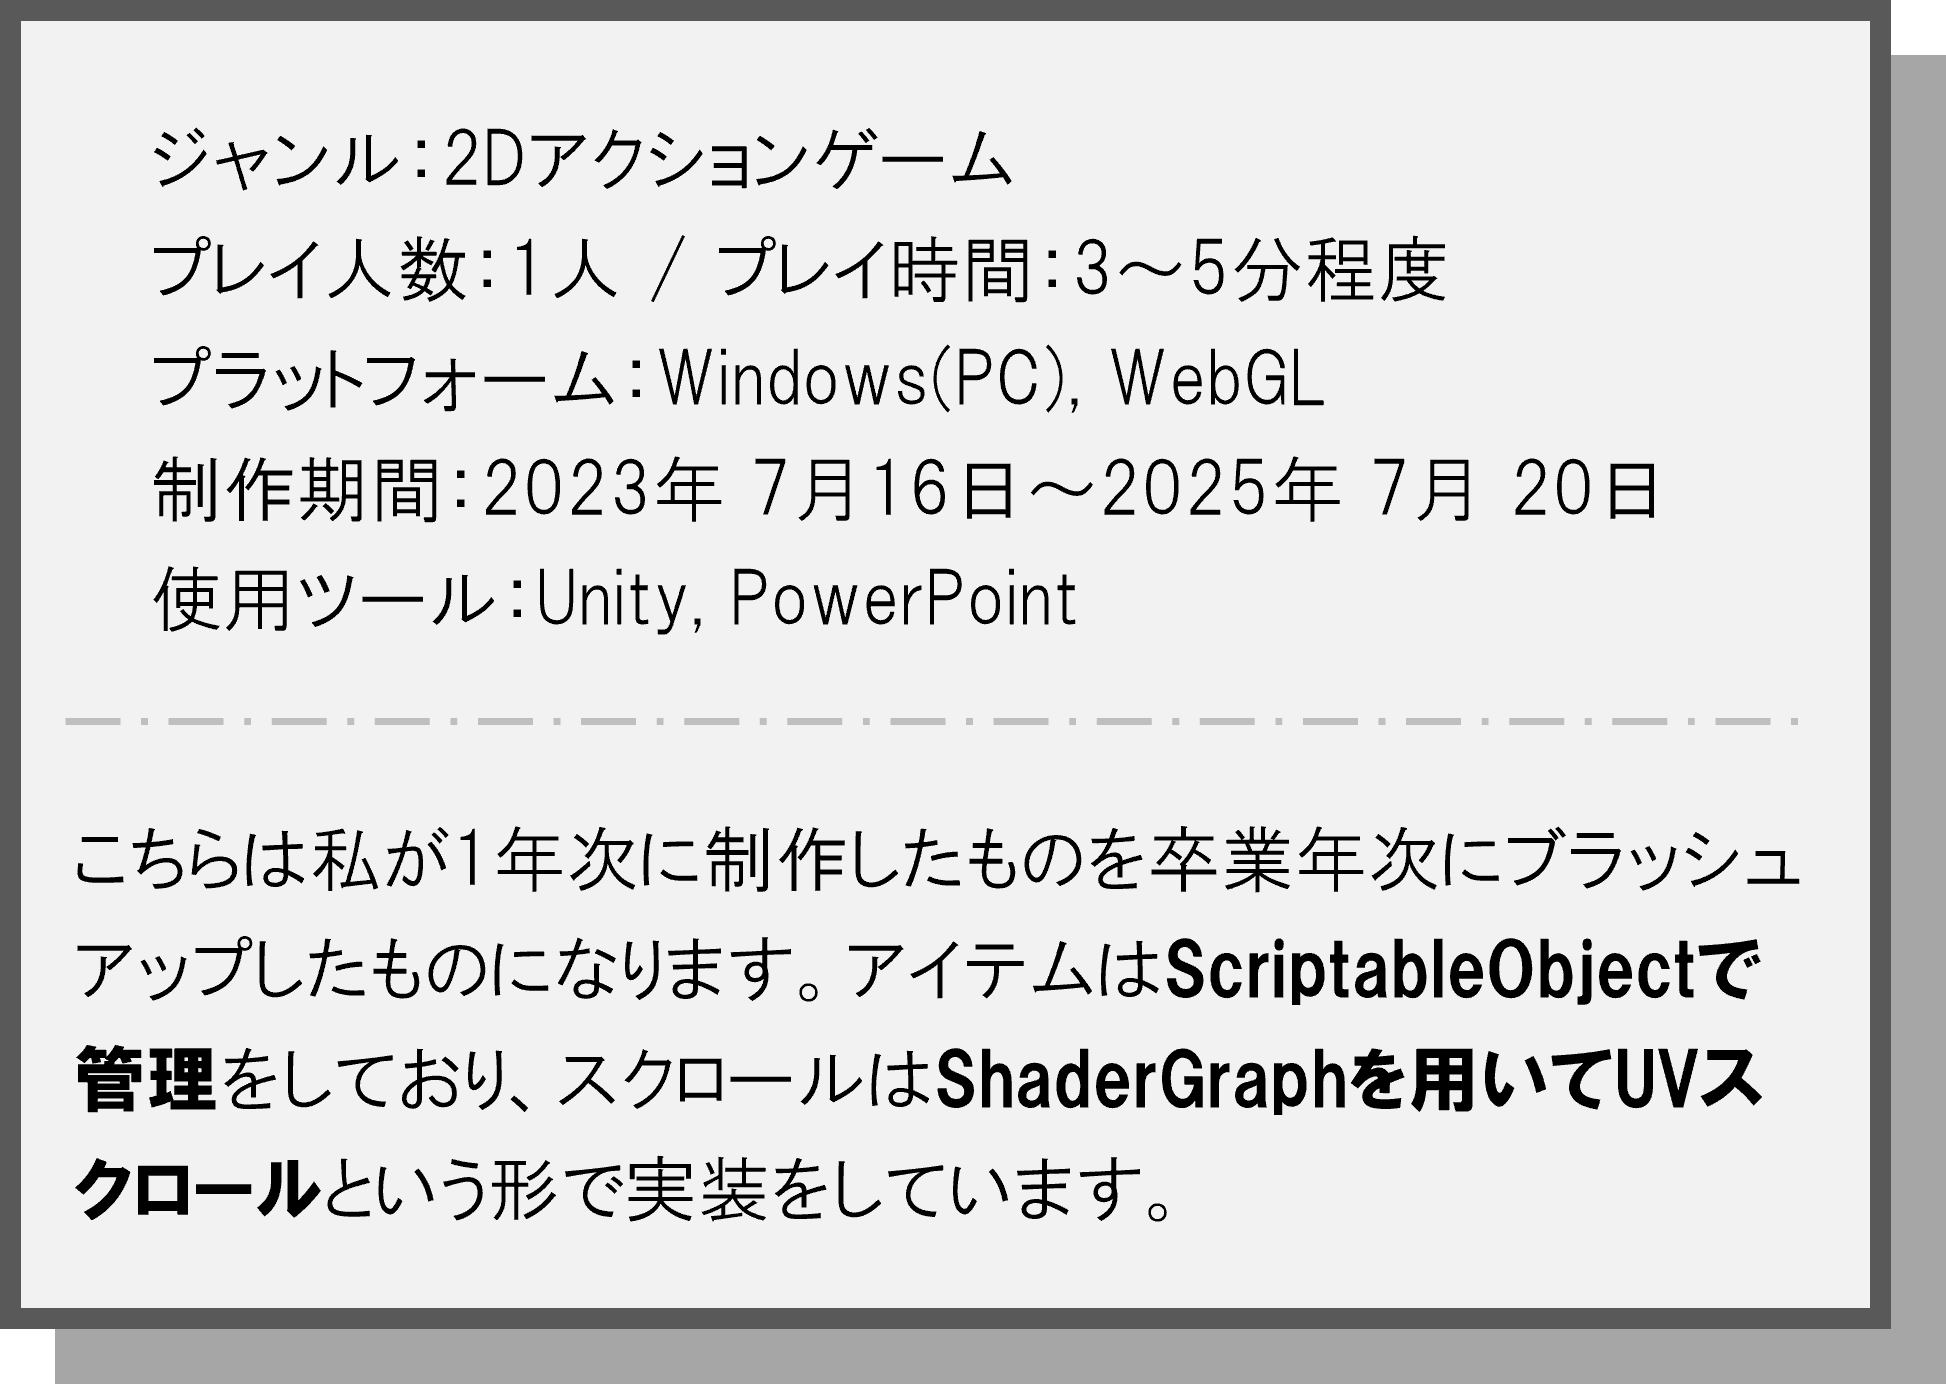 ジャンル：2Dアクションゲーム
プレイ人数：1人 / プレイ時間：3～5分程度
プラットフォーム：Windows(PC), WebGL
制作期間：2023年 7月16日～2025年 7月 20日
使用ツール：Unity, PowerPoint
こちらは私が1年次に制作したものを卒業年次にブラッシュ
アップしたものになります。アイテムはScriptableObjectで
管理をしており、スクロールはShaderGraphを用いてUVス
クロールという形で実装をしています。